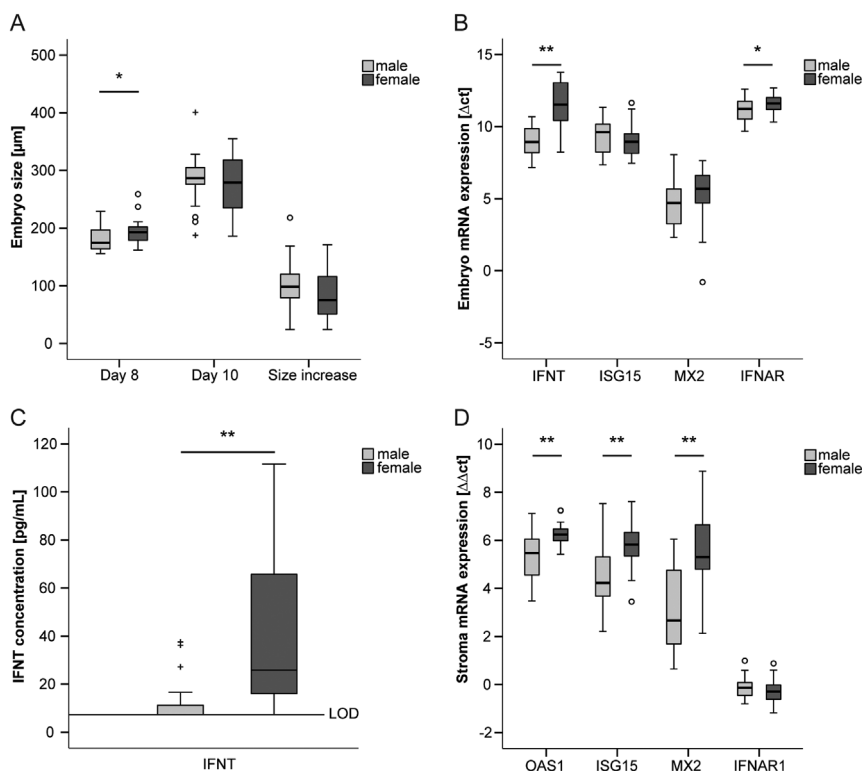 A
B
500
400
300
200
100
0
Embryo size [µm]
*
male
female
Day 8
Day 10
Size increase
15
10
5
0
-5
Embryo mRNA expression [Δct]
**
*
male
female
IFNT
ISG15
MX2
IFNAR
C
D
120
100
80
60
40
20
0
IFNT concentration [pg/mL]
**
male
female
LOD
IFNT
10
8
6
4
2
0
-2
Stroma mRNA expression [ΔΔct]
**
**
**
male
female
OAS1
ISG15
MX2
IFNAR1